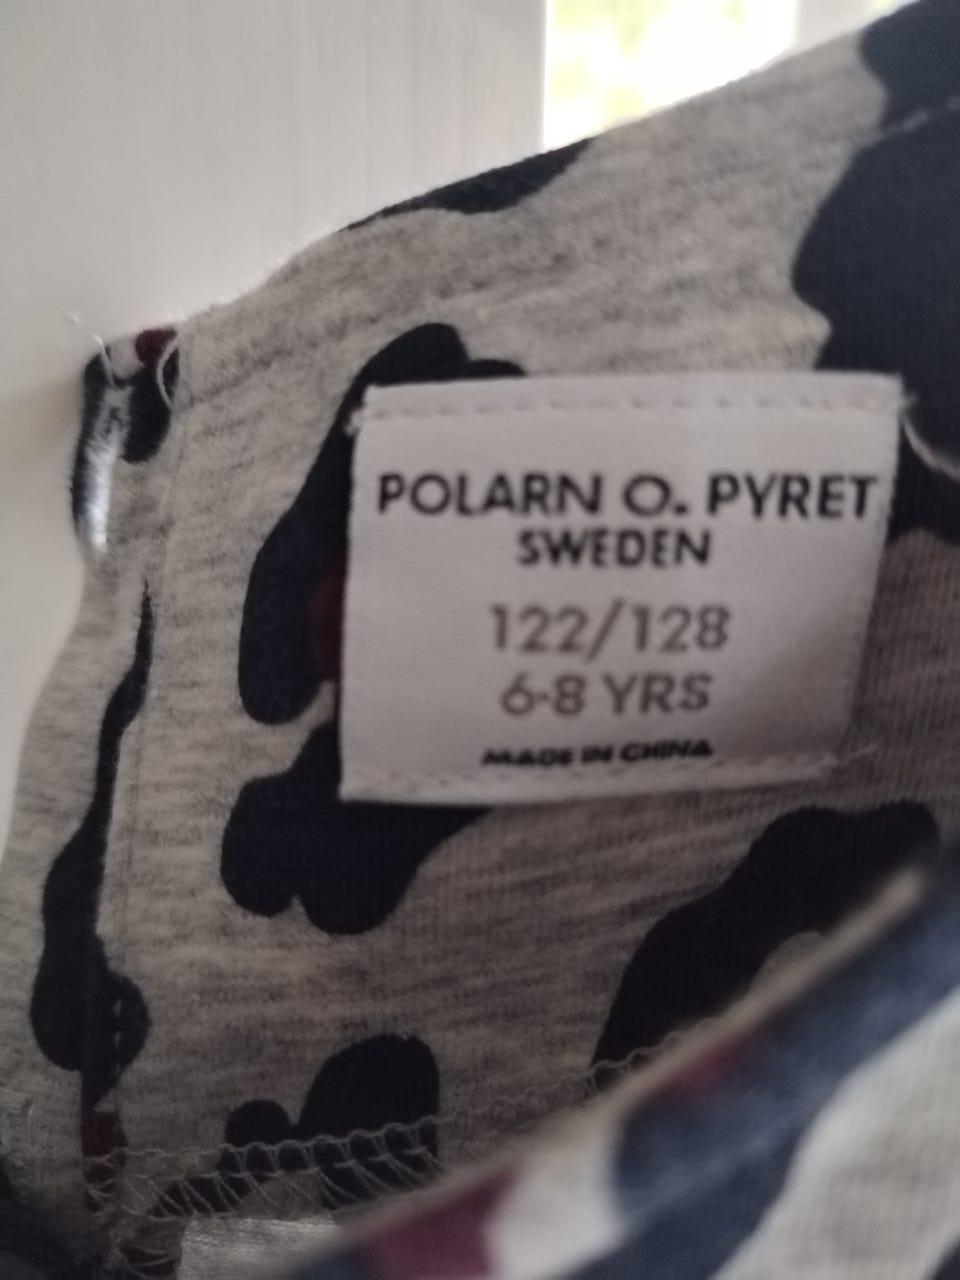 POLARN O. PYRET
SWEDEN
122/128
6-8 YRS
MADE IN CHINA